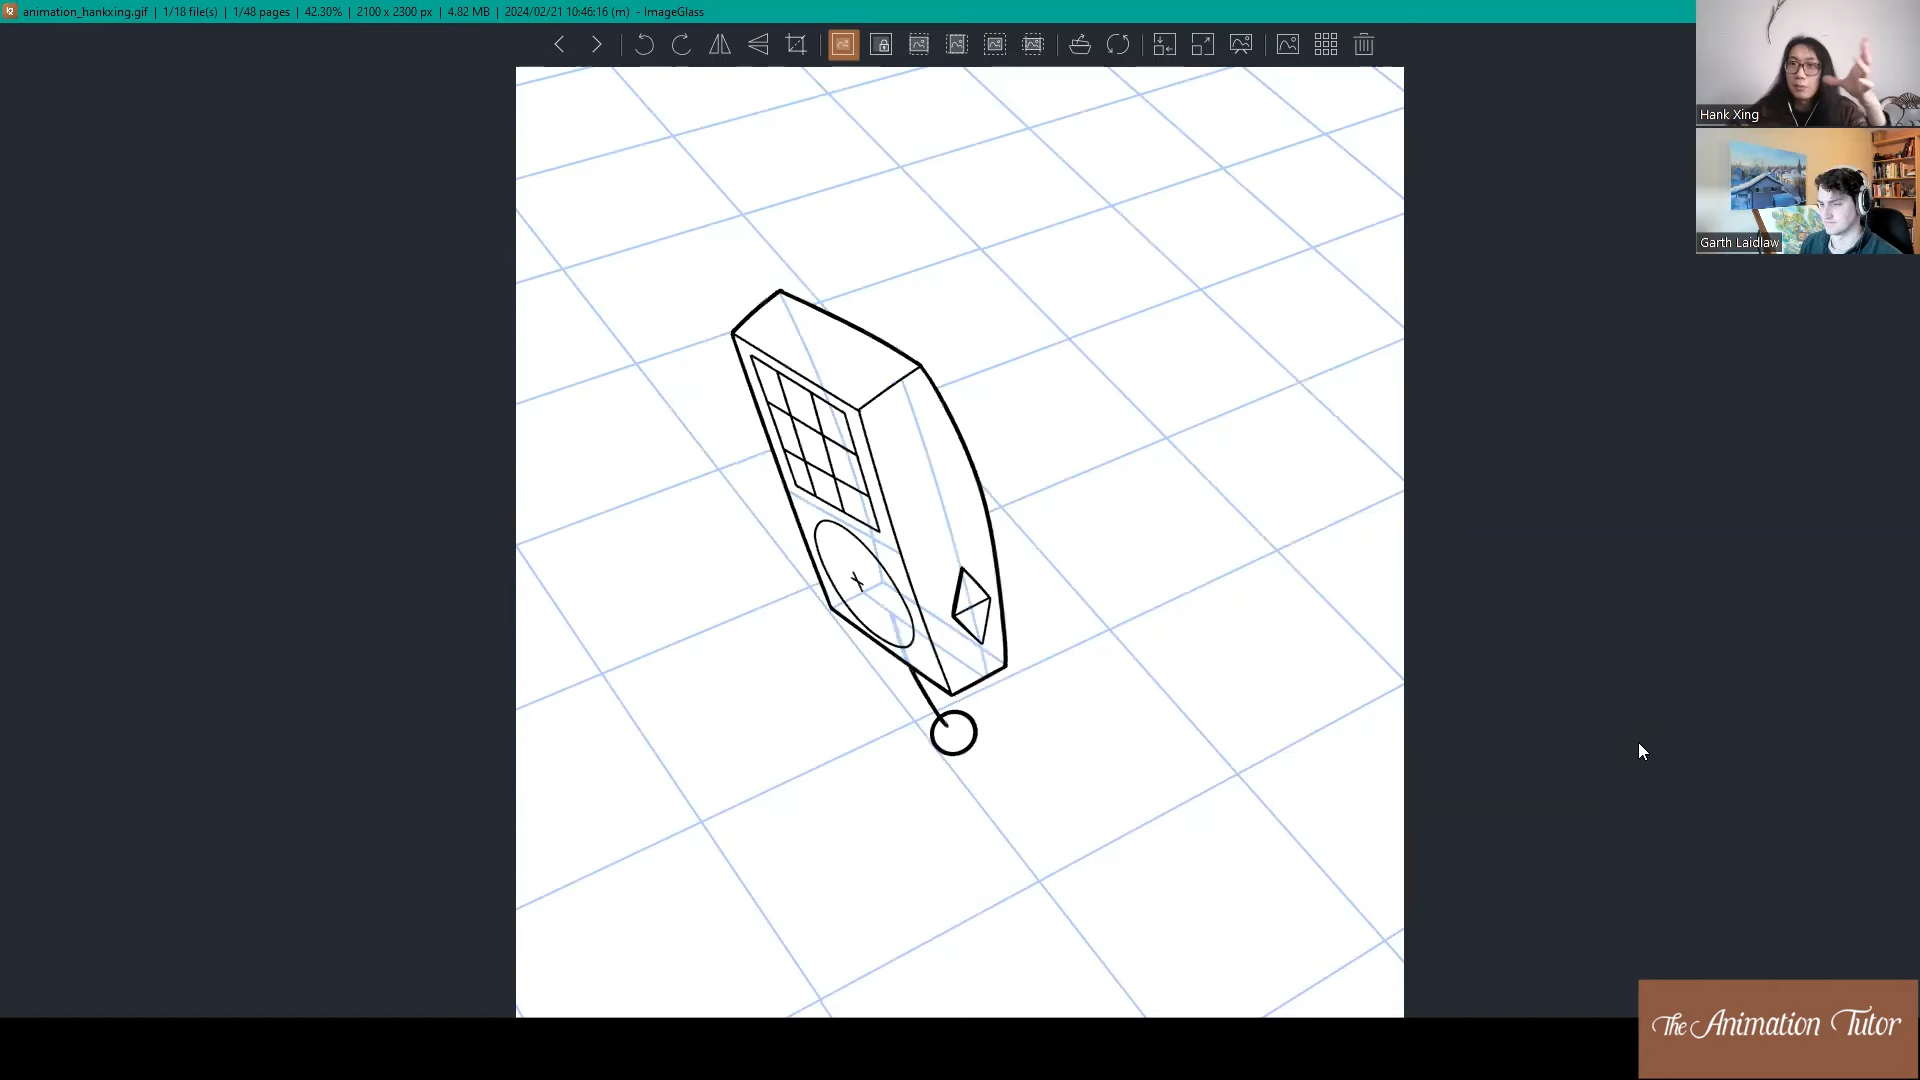 animation_hankxing.gif | 1/18 file(s) | 1/48 pages | 42.30% | 2100 x 2300 px | 4.82 MB | 2024/02/21 10:46:16 (m) - ImageGlass
Hank Xing
Garth Laidlaw
The Animation Tutor